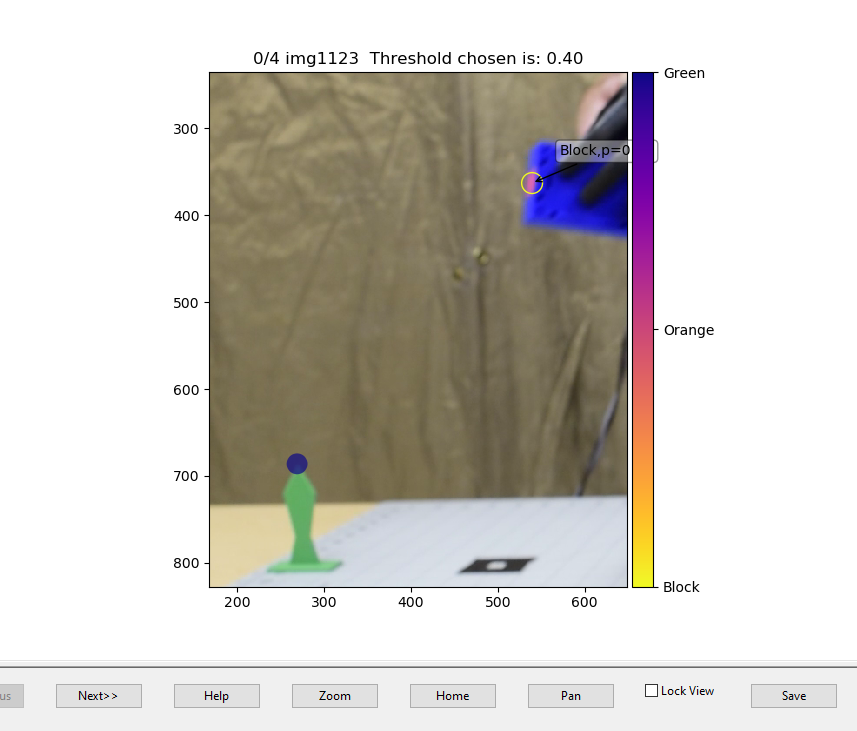 0/4 img1123  Threshold chosen is: 0.40
Green
300
Block,p=0
400
500
Orange
600
700
800
Block
200 300 400 500 600
us
Next>>
Help
Zoom
Home
Pan
Lock View
Save